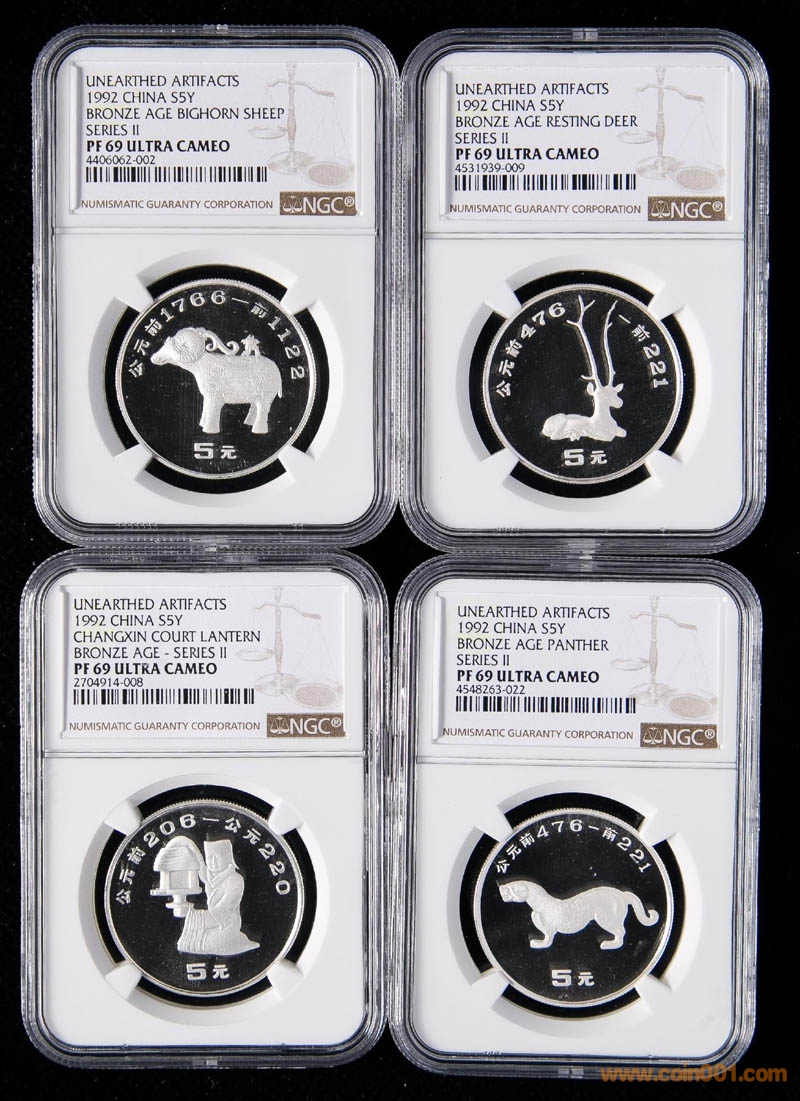 UNEARTHED ARTIFACTS
1992 CHINA S5Y
BRONZE AGE BIGHORN SHEEP
SERIES II
PF 69 ULTRA CAMEO
4406062-002
NUMISMATIC GUARANTY CORPORATION
NGC®
公元前1766—前1122
5元
UNEARTHED ARTIFACTS
1992 CHINA S5Y
BRONZE AGE RESTING DEER
SERIES II
PF 69 ULTRA CAMEO
4531939-009
NUMISMATIC GUARANTY CORPORATION
NGC®
公元前476—前221
5元
UNEARTHED ARTIFACTS
1992 CHINA S5Y
CHANGXIN COURT LANTERN
BRONZE AGE - SERIES II
PF 69 ULTRA CAMEO
2704914-008
NUMISMATIC GUARANTY CORPORATION
NGC®
公元前206—公元220
5元
UNEARTHED ARTIFACTS
1992 CHINA S5Y
BRONZE AGE PANTHER
SERIES II
PF 69 ULTRA CAMEO
4548263-022
NUMISMATIC GUARANTY CORPORATION
NGC®
公元前476—前221
5元
www.coin001.com